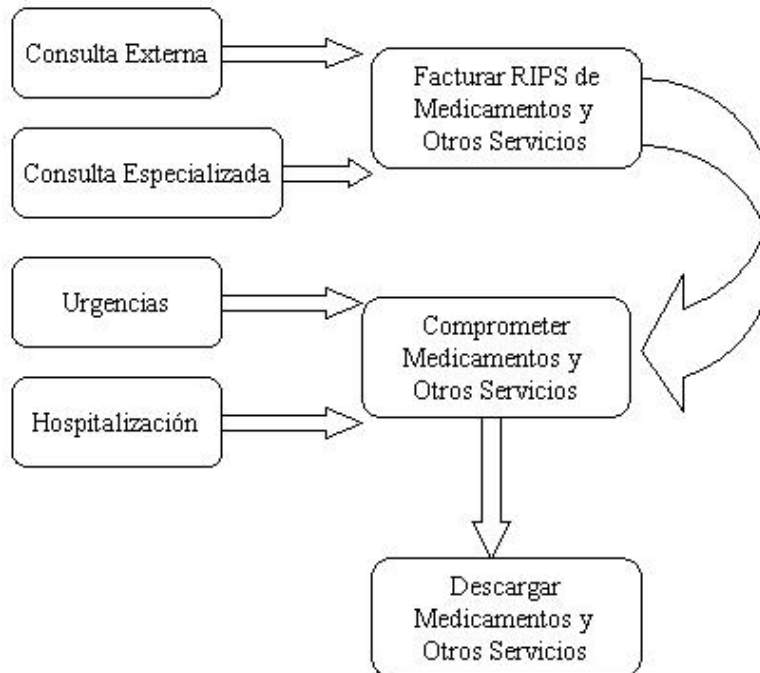 Consulta Externa
Facturar RIPS de
Medicamentos y
Otros Servicios
Consulta Especializada
Urgencias
Comprometer
Medicamentos y
Otros Servicios
Hospitalización
Descargar
Medicamentos y
Otros Servicios